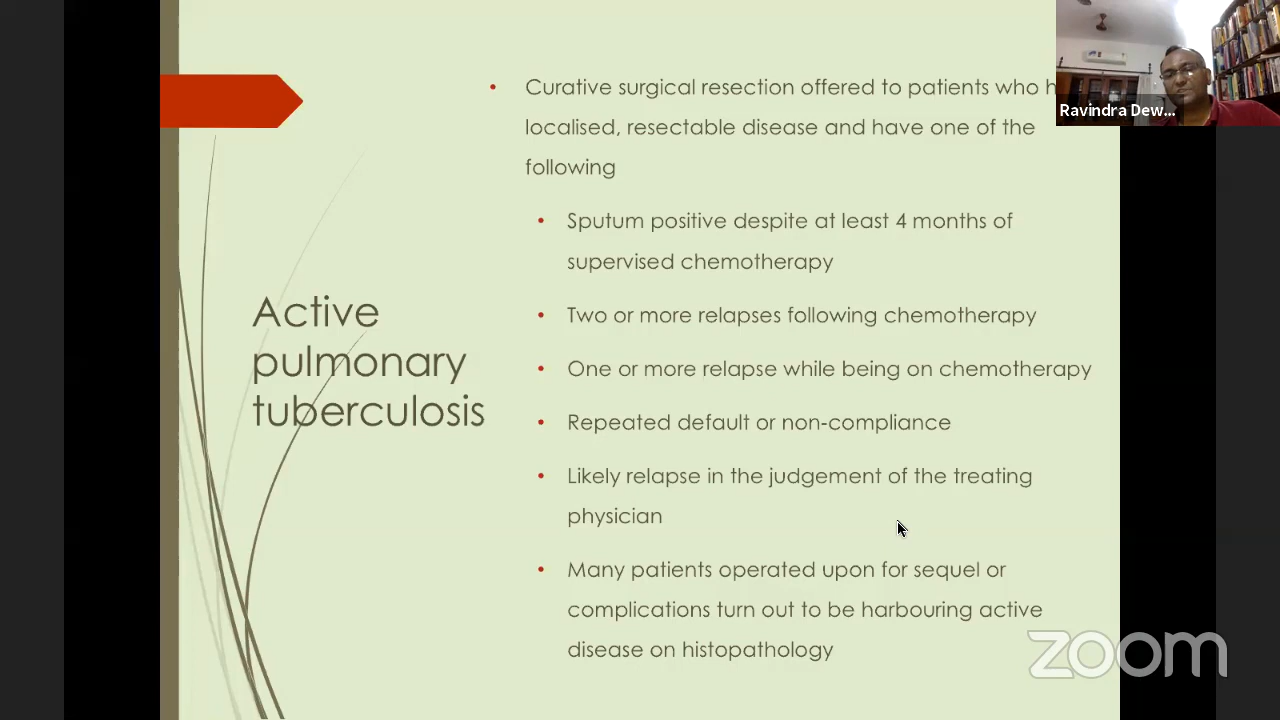 Curative surgical resection offered to patients who
localised, resectable disease and have one of the
following
Sputum positive despite at least 4 months of
supervised chemotherapy
Two or more relapses following chemotherapy
One or more relapse while being on chemotherapy
Repeated default or non-compliance
Likely relapse in the judgement of the treating
physician
Many patients operated upon for sequel or
complications turn out to be harbouring active
disease on histopathology
Active
pulmonary
tuberculosis
Ravindra Dew...
zoom